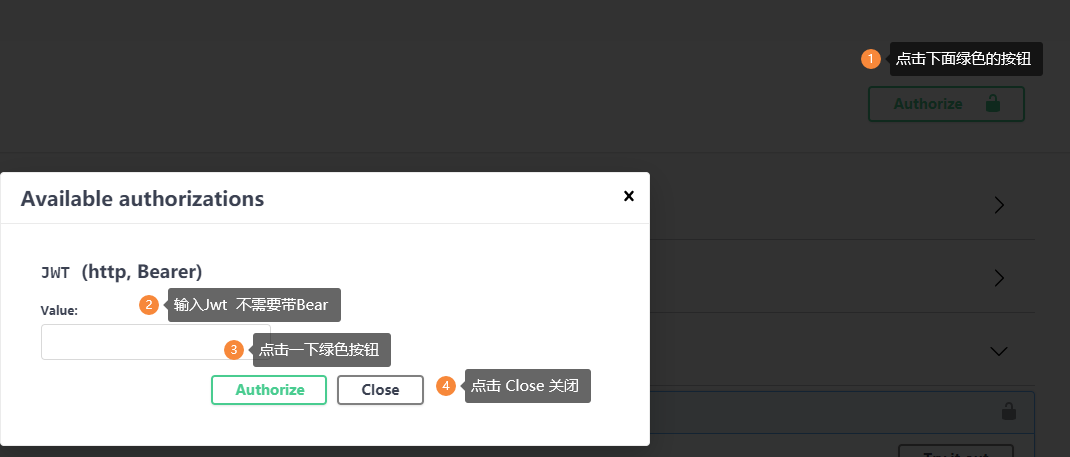 1 点击下面绿色的按钮
Authorize
Available authorizations
JWT (http, Bearer)
2 输入Jwt 不需要带Bear
Value:
3 点击一下绿色按钮
Authorize
Close
4 点击 Close 关闭
Try it out